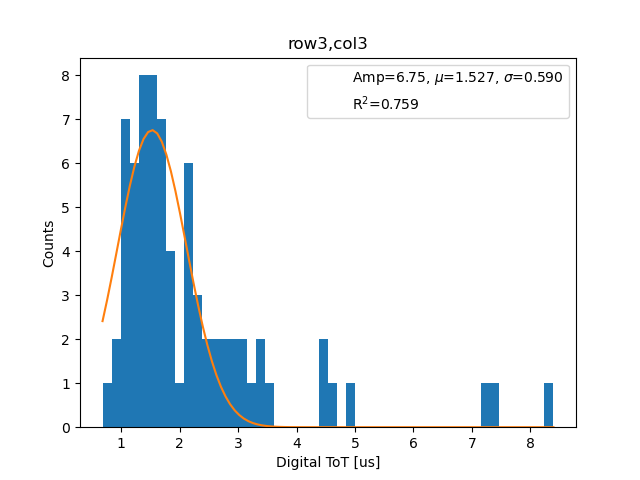 row3,col3
Amp=6.75, μ=1.527, σ=0.590
R²=0.759
Counts
8
7
6
5
4
3
2
1
0
1 2 3 4 5 6 7 8
Digital ToT [us]